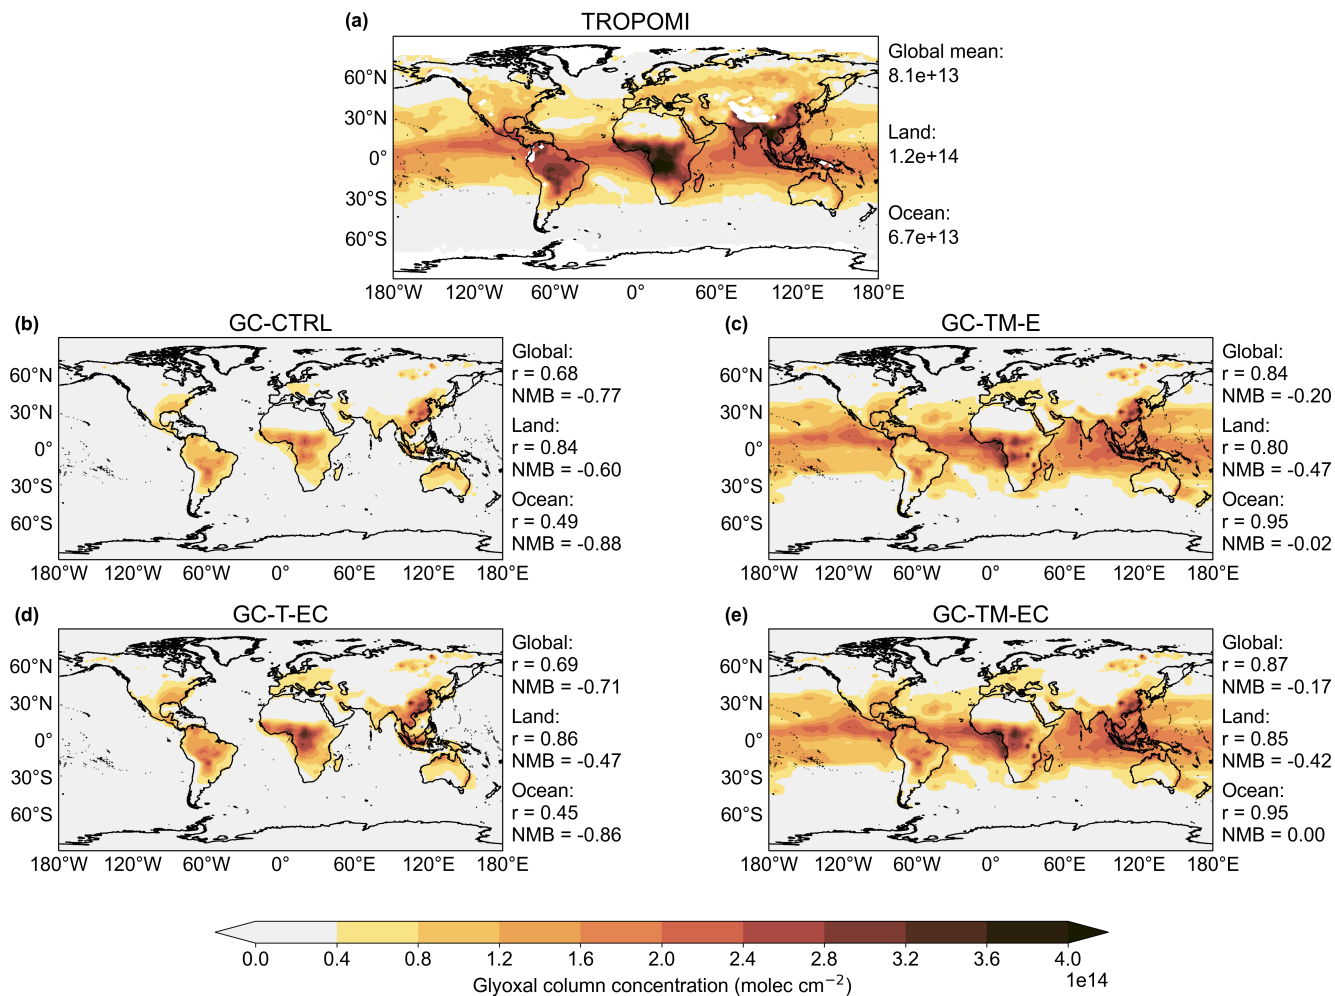 (a) TROPOMI
60°N
30°N
0°
30°S
60°S
180°W 120°W 60°W 0° 60°E 120°E 180°E
Global mean:
8.1e+13
Land:
1.2e+14
Ocean:
6.7e+13
(b) GC-CTRL
60°N
30°N
0°
30°S
60°S
180°W 120°W 60°W 0° 60°E 120°E 180°E
Global:
r = 0.68
NMB = -0.77
Land:
r = 0.84
NMB = -0.60
Ocean:
r = 0.49
NMB = -0.88
(c) GC-TM-E
60°N
30°N
0°
30°S
60°S
180°W 120°W 60°W 0° 60°E 120°E 180°E
Global:
r = 0.84
NMB = -0.20
Land:
r = 0.80
NMB = -0.47
Ocean:
r = 0.95
NMB = -0.02
(d) GC-T-EC
60°N
30°N
0°
30°S
60°S
180°W 120°W 60°W 0° 60°E 120°E 180°E
Global:
r = 0.69
NMB = -0.71
Land:
r = 0.86
NMB = -0.47
Ocean:
r = 0.45
NMB = -0.86
(e) GC-TM-EC
60°N
30°N
0°
30°S
60°S
180°W 120°W 60°W 0° 60°E 120°E 180°E
Global:
r = 0.87
NMB = -0.17
Land:
r = 0.85
NMB = -0.42
Ocean:
r = 0.95
NMB = 0.00
0.0 0.4 0.8 1.2 1.6 2.0 2.4 2.8 3.2 3.6 4.0
1e14
Glyoxal column concentration (molec cm⁻²)